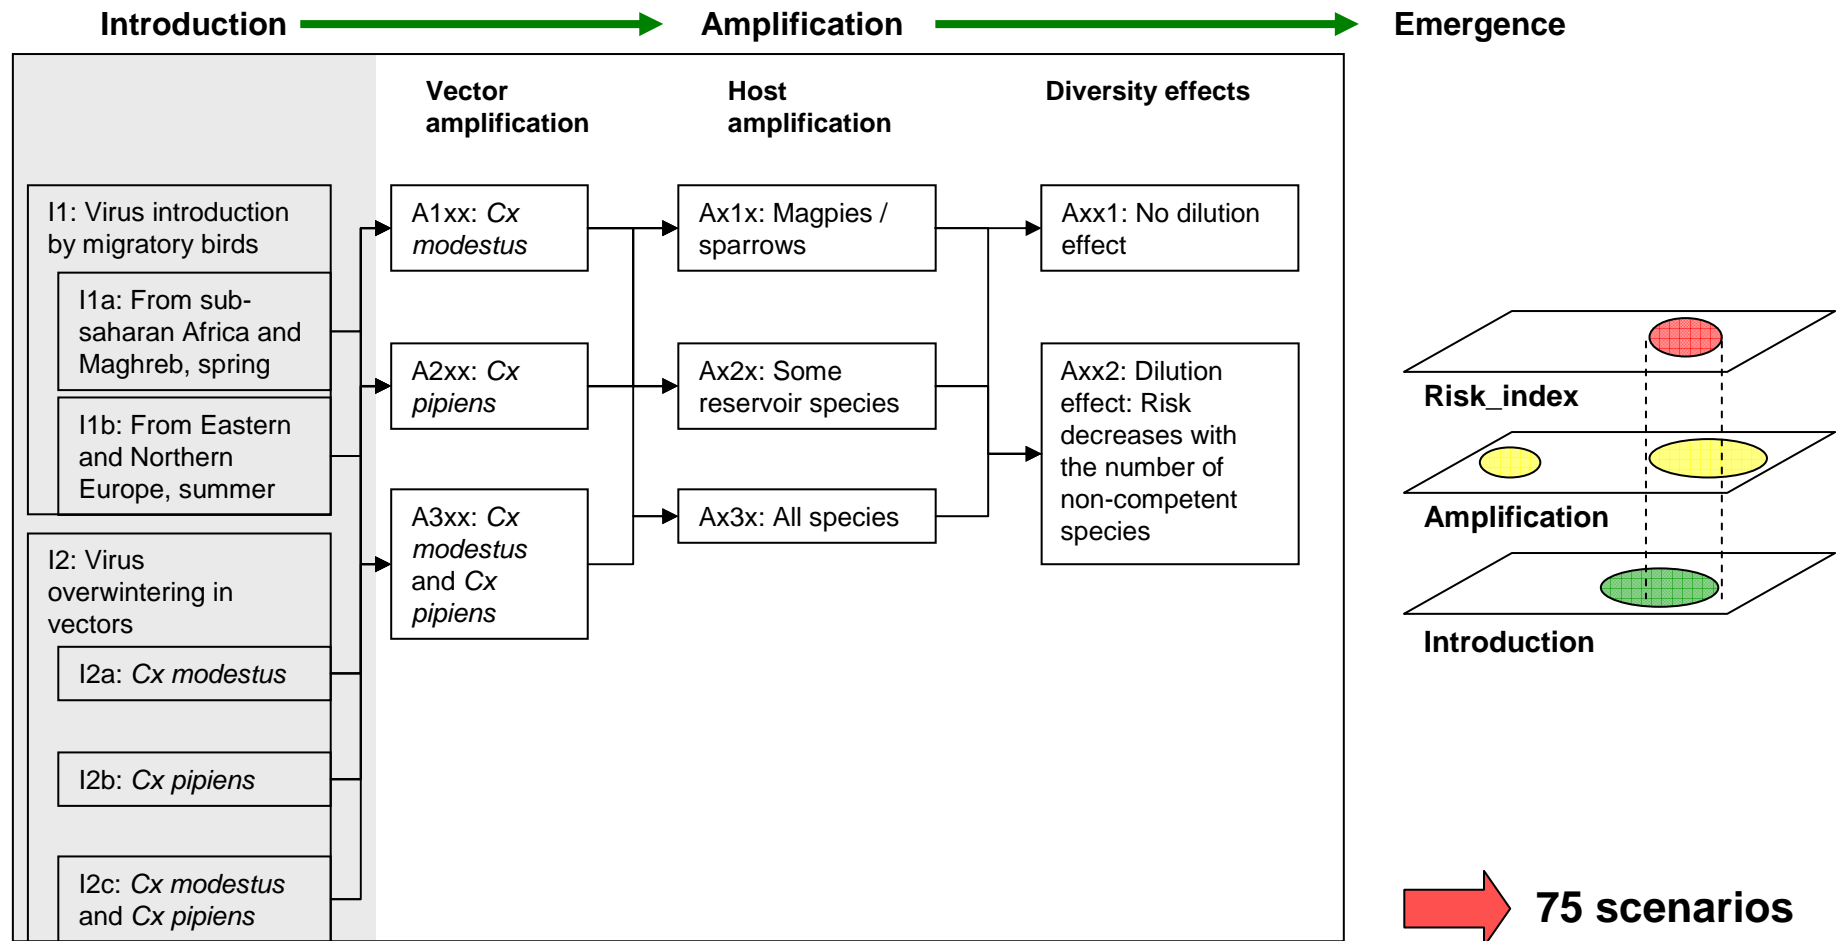 Introduction
Amplification
Emergence
Vector
amplification
Host
amplification
Diversity effects
I1: Virus introduction
by migratory birds
I1a: From sub-
saharan Africa and
Maghreb, spring
I1b: From Eastern
and Northern
Europe, summer
I2: Virus
overwintering in
vectors
I2a: Cx modestus
I2b: Cx pipiens
I2c: Cx modestus
and Cx pipiens
A1xx: Cx
modestus
A2xx: Cx
pipiens
A3xx: Cx
modestus
and Cx
pipiens
Ax1x: Magpies /
sparrows
Ax2x: Some
reservoir species
Ax3x: All species
Axx1: No dilution
effect
Axx2: Dilution
effect: Risk
decreases with
the number of
non-competent
species
Risk_index
Amplification
Introduction
75 scenarios